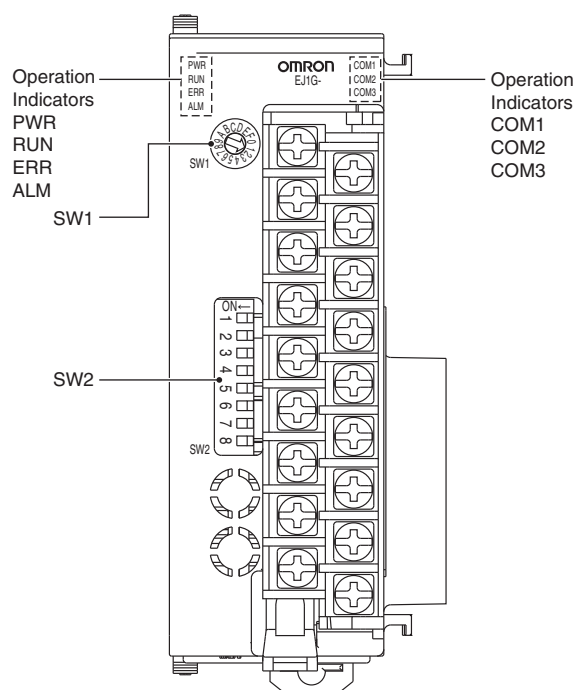 Operation
Indicators
PWR
RUN
ERR
ALM
SW1
SW2
PWR
RUN
ERR
ALM
OMRON
EJ1G-
COM1
COM2
COM3
Operation
Indicators
COM1
COM2
COM3
0123456789ABCDEF
SW1
ON←
1
2
3
4
5
6
7
8
SW2